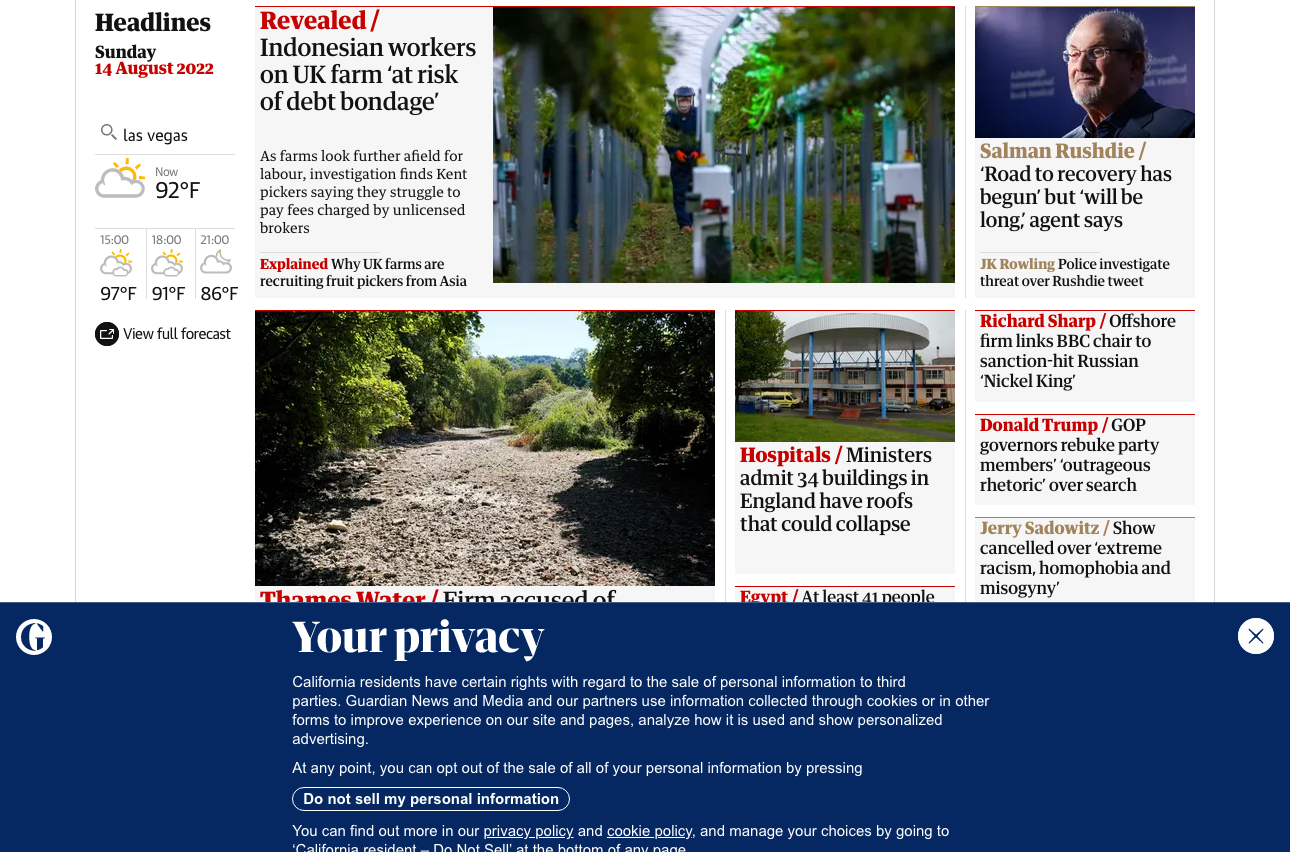 Headlines
Sunday
14 August 2022
las vegas
Now
92°F
15:00
18:00
21:00
97°F
91°F
86°F
View full forecast
Revealed /
Indonesian workers
on UK farm ‘at risk
of debt bondage’
As farms look further afield for
labour, investigation finds Kent
pickers saying they struggle to
pay fees charged by unlicensed
brokers
Explained Why UK farms are
recruiting fruit pickers from Asia
Salman Rushdie /
‘Road to recovery has
begun’ but ‘will be
long,’ agent says
JK Rowling Police investigate
threat over Rushdie tweet
Thames Water / Firm accused of
Hospitals / Ministers
admit 34 buildings in
England have roofs
that could collapse
Egypt / At least 41 people
Richard Sharp / Offshore
firm links BBC chair to
sanction-hit Russian
‘Nickel King’
Donald Trump / GOP
governors rebuke party
members’ ‘outrageous
rhetoric’ over search
Jerry Sadowitz / Show
cancelled over ‘extreme
racism, homophobia and
misogyny’
Your privacy
California residents have certain rights with regard to the sale of personal information to third
parties. Guardian News and Media and our partners use information collected through cookies or in other
forms to improve experience on our site and pages, analyze how it is used and show personalized
advertising.
At any point, you can opt out of the sale of all of your personal information by pressing
Do not sell my personal information
You can find out more in our privacy policy and cookie policy, and manage your choices by going to
‘California resident – Do Not Sell’ at the bottom of any page.